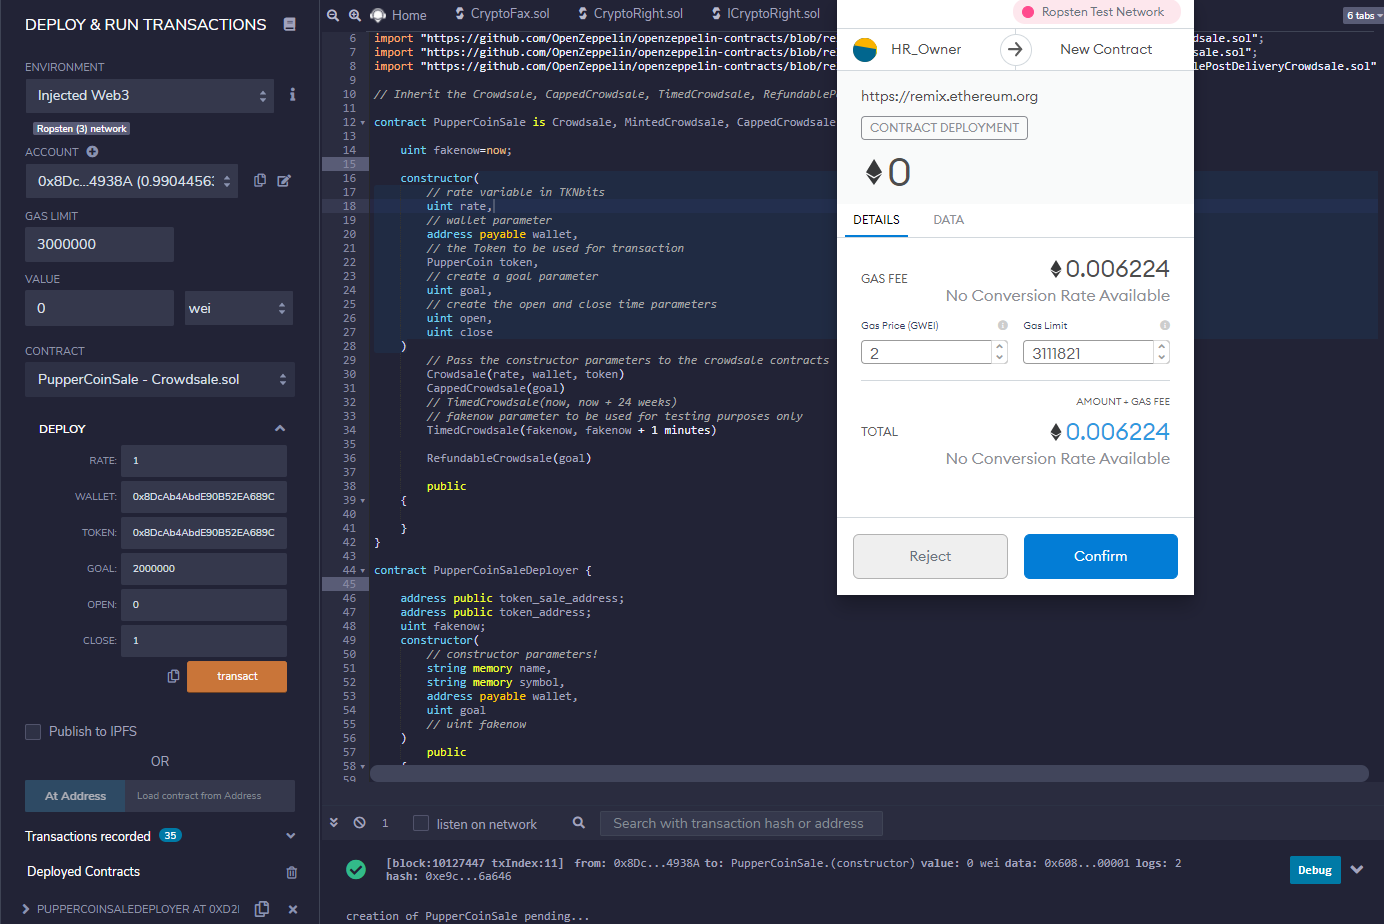 DEPLOY & RUN TRANSACTIONS
ENVIRONMENT
Injected Web3
Ropsten (3) network
ACCOUNT
0x8Dc...4938A (0.9904456
GAS LIMIT
3000000
VALUE
0
wei
CONTRACT
PupperCoinSale - Crowdsale.sol
DEPLOY
RATE: 1
WALLET: 0x8DcAb4AbdE90B52EA689C
TOKEN: 0x8DcAb4AbdE90B52EA689C
GOAL: 2000000
OPEN: 0
CLOSE: 1
transact
Publish to IPFS
OR
At Address
Load contract from Address
Transactions recorded 35
Deployed Contracts
PUPPERCOINSALEDEPLOYER AT 0XD2
Home
CryptoFax.sol
CryptoRight.sol
ICryptoRight.sol
6 tabs
6 import "https://github.com/OpenZeppelin/openzeppelin-contracts/blob/re dsale.sol";
7 import "https://github.com/OpenZeppelin/openzeppelin-contracts/blob/re sale.sol";
8 import "https://github.com/OpenZeppelin/openzeppelin-contracts/blob/re lePostDeliveryCrowdsale.sol"
9
10 // Inherit the Crowdsale, CappedCrowdsale, TimedCrowdsale, RefundableP
11
12 contract PupperCoinSale is Crowdsale, MintedCrowdsale, CappedCrowdsale
13
14 uint fakenow=now;
15
16 constructor(
17 // rate variable in TKNbits
18 uint rate,
19 // wallet parameter
20 address payable wallet,
21 // the Token to be used for transaction
22 PupperCoin token,
23 // create a goal parameter
24 uint goal,
25 // create the open and close time parameters
26 uint open,
27 uint close
28 )
29 // Pass the constructor parameters to the crowdsale contracts
30 Crowdsale(rate, wallet, token)
31 CappedCrowdsale(goal)
32 // TimedCrowdsale(now, now + 24 weeks)
33 // fakenow parameter to be used for testing purposes only
34 TimedCrowdsale(fakenow, fakenow + 1 minutes)
35
36 RefundableCrowdsale(goal)
37
38 public
39 {
40
41 }
42 }
43
44 contract PupperCoinSaleDeployer {
45
46 address public token_sale_address;
47 address public token_address;
48 uint fakenow;
49 constructor(
50 // constructor parameters!
51 string memory name,
52 string memory symbol,
53 address payable wallet,
54 uint goal
55 // uint fakenow
56 )
57 public
58 {
59
Ropsten Test Network
HR_Owner
New Contract
https://remix.ethereum.org
CONTRACT DEPLOYMENT
0
DETAILS
DATA
GAS FEE
0.006224
No Conversion Rate Available
Gas Price (GWEI)
Gas Limit
2
3111821
AMOUNT + GAS FEE
TOTAL
0.006224
No Conversion Rate Available
Reject
Confirm
1
listen on network
Search with transaction hash or address
[block:10127447 txIndex:11] from: 0x8Dc...4938A to: PupperCoinSale.(constructor) value: 0 wei data: 0x608...00001 logs: 2
hash: 0xe9c...6a646
Debug
creation of PupperCoinSale pending...